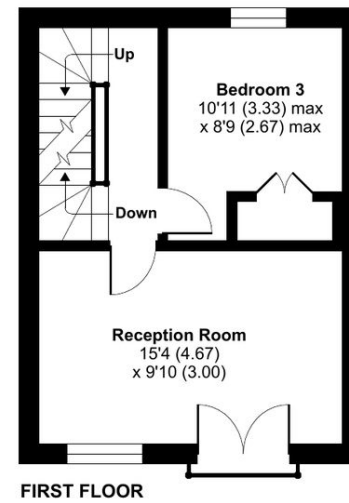 Up
Bedroom 3
10'11 (3.33) max
x 8'9 (2.67) max
Down
Reception Room
15'4 (4.67)
x 9'10 (3.00)
FIRST FLOOR